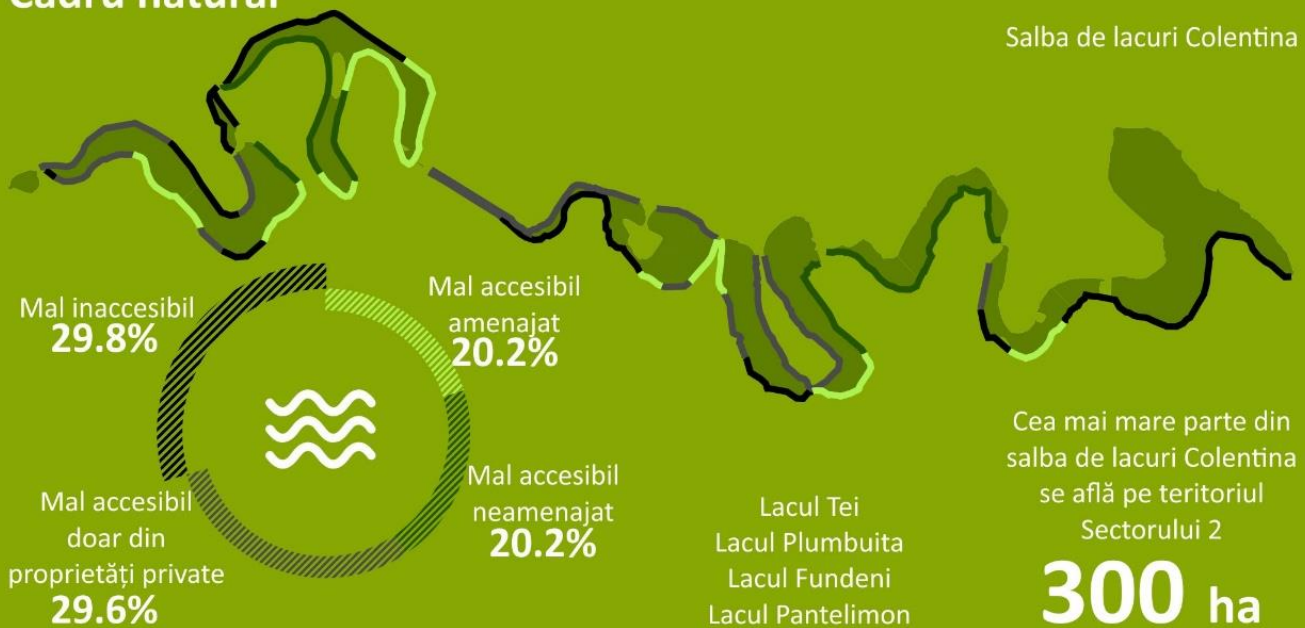 Cadru natural
Salba de lacuri Colentina
Mal inaccesibil
29.8%
Mal accesibil
amenajat
20.2%
Mal accesibil
doar din
proprietăți private
29.6%
Mal accesibil
neamenajat
20.2%
Lacul Tei
Lacul Plumbuita
Lacul Fundeni
Lacul Pantelimon
Cea mai mare parte din
salba de lacuri Colentina
se află pe teritoriul
Sectorului 2
300 ha